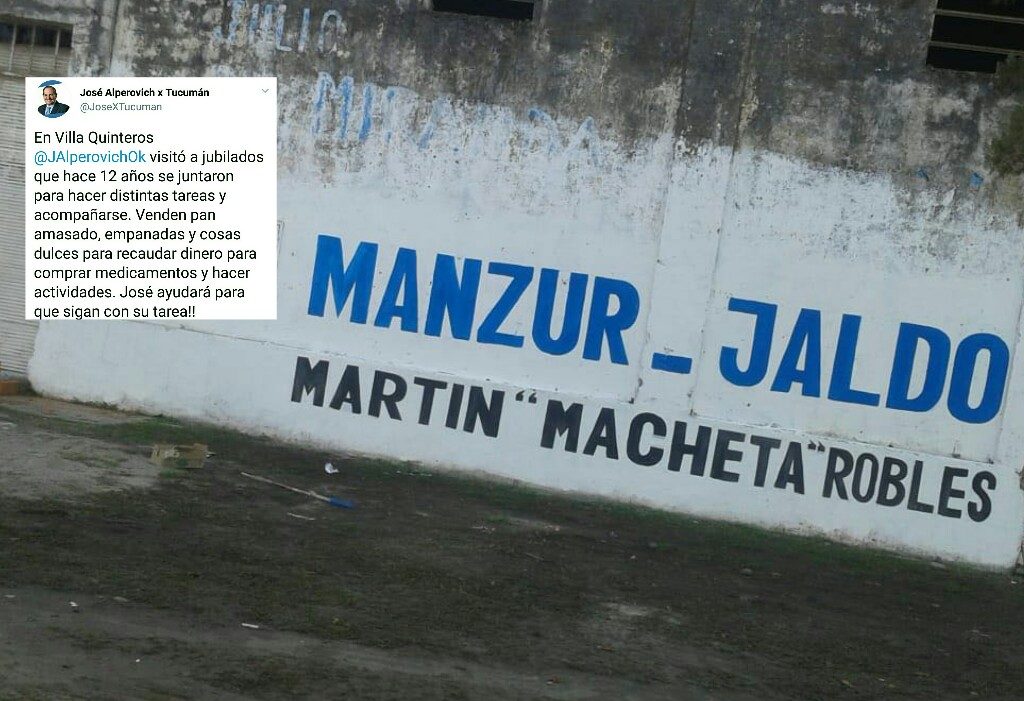 José Alperovich x Tucumán
@JoseXTucuman
En Villa Quinteros
@JAlperovichOk visitó a jubilados
que hace 12 años se juntaron
para hacer distintas tareas y
acompañarse. Venden pan
amasado, empanadas y cosas
dulces para recaudar dinero para
comprar medicamentos y hacer
actividades. José ayudará para
que sigan con su tarea!!
MANZUR_JALDO
MARTIN "MACHETA" ROBLES